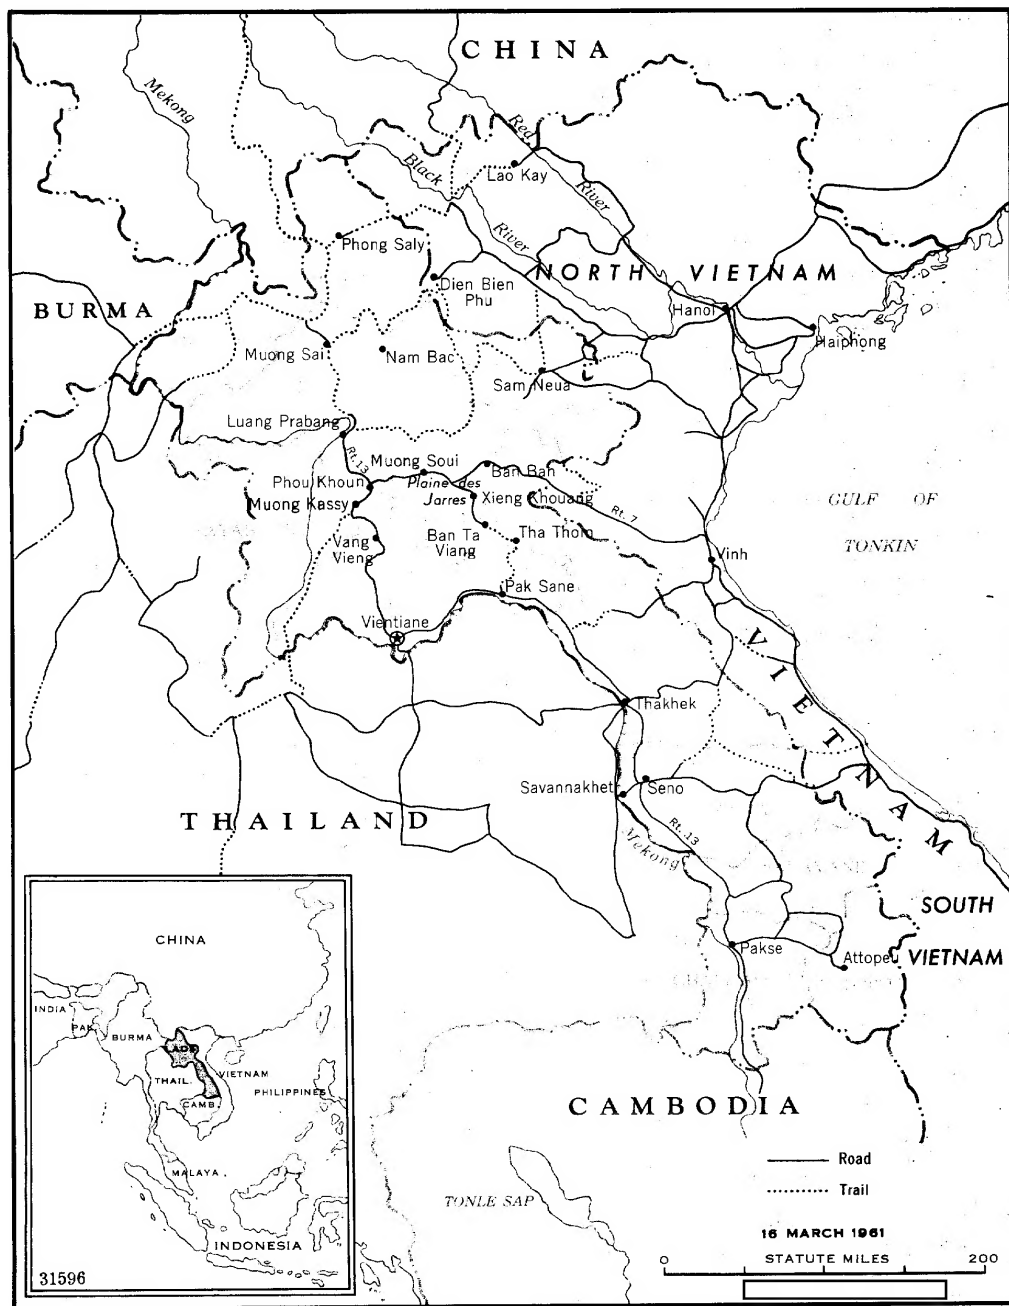 CHINA
Mekong
Red
River
Black
River
Lao Kay
Phong Saly
NORTH VIETNAM
Dien Bien
Phu
BURMA
Hanoi
Haiphong
Muong Sai
Nam Bac
Sam Neua
Luang Prabang
Rt. 13
Muong Soui
Ban Ban
Phou Khoun
Plaine des
Jarres
Xieng Khouang
Muong Kassy
Rt. 7
GULF OF
TONKIN
Vang
Vieng
Ban Ta
Viang
Tha Thom
Vinh
Pak Sane
Vientiane
VIETNAM
Thakhek
Savannakhet
Seno
THAILAND
Rt. 13
Mekong
SOUTH
VIETNAM
Pakse
Attopeu
CAMBODIA
TONLE SAP
Road
Trail
16 MARCH 1961
STATUTE MILES
0 200
CHINA
INDIA
PAK.
BURMA
LAOS
VIETNAM
THAIL.
CAMB.
PHILIPPINES
MALAYA
INDONESIA
31596